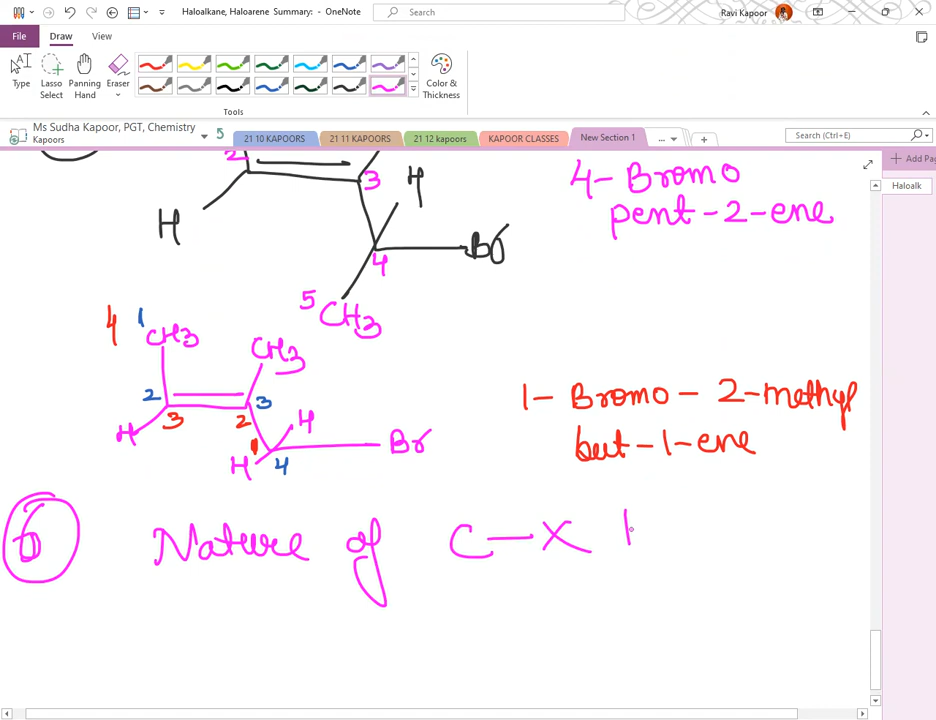 Haloalkane, Haloarene Summary: - OneNote
Search
Ravi Kapoor
File
Draw
View
Type
Lasso Select
Panning Hand
Eraser
Color & Thickness
Tools
Ms Sudha Kapoor, PGT, Chemistry
Kapoors
21 10 KAPOORS
21 11 KAPOORS
21 12 kapoors
KAPOOR CLASSES
New Section 1
...
Search (Ctrl+E)
Add Pag
Haloalk
2
3
H
H
Br
4
5
CH3
4-Bromo
pent-2-ene
4
1
CH3
CH3
2
3
3
2
H
H
1
H
4
Br
1-Bromo-2-methyl
but-1-ene
6
Nature of C-X